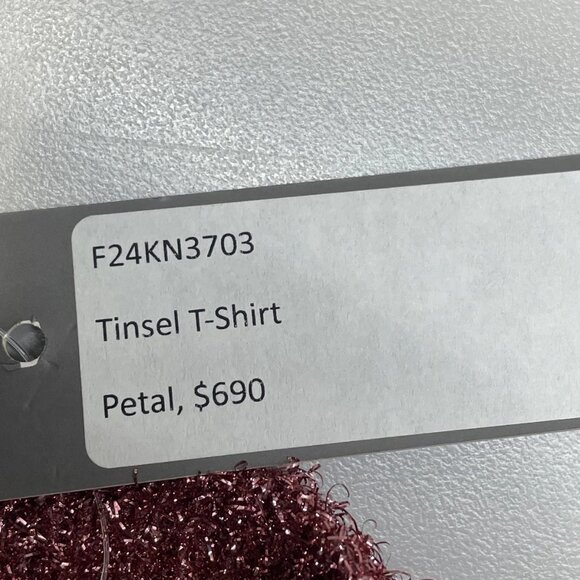 F24KN3703
Tinsel T-Shirt
Petal, $690